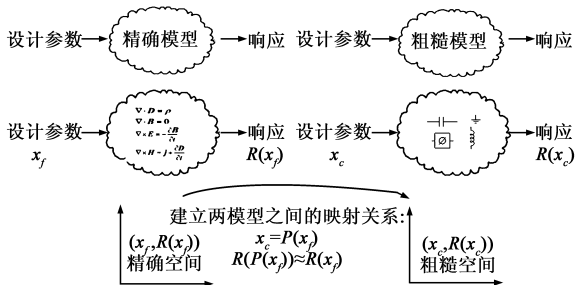 设计参数 精确模型 响应 设计参数 粗糙模型 响应
∇·D=ρ
∇·B=0
∇×E=-∂B/∂t
∇×H=j+∂D/∂t
设计参数 响应 设计参数 响应
x_f R(x_f) x_c R(x_c)
建立两模型之间的映射关系:
x_c=P(x_f)
R(P(x_f))≈R(x_f)
(x_f,R(x_f))
精确空间
(x_c,R(x_c))
粗糙空间